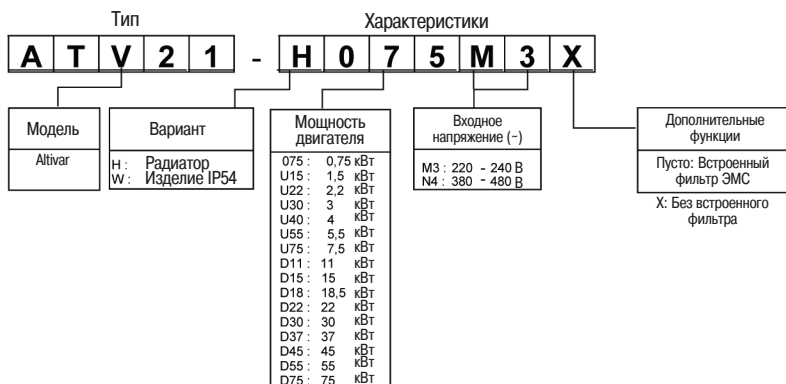 Тип
Характеристики
A T V 2 1 - H 0 7 5 M 3 X
Модель
Altivar
Вариант
H : Радиатор
W : Изделие IP54
Мощность
двигателя
075 : 0,75 кВт
U15 : 1,5 кВт
U22 : 2,2 кВт
U30 : 3 кВт
U40 : 4 кВт
U55 : 5,5 кВт
U75 : 7,5 кВт
D11 : 11 кВт
D15 : 15 кВт
D18 : 18,5 кВт
D22 : 22 кВт
D30 : 30 кВт
D37 : 37 кВт
D45 : 45 кВт
D55 : 55 кВт
D75 : 75 кВт
Входное
напряжение (~)
M3 : 220 - 240 В
N4 : 380 - 480 В
Дополнительные
функции
Пусто: Встроенный
фильтр ЭМС
X: Без встроенного
фильтра